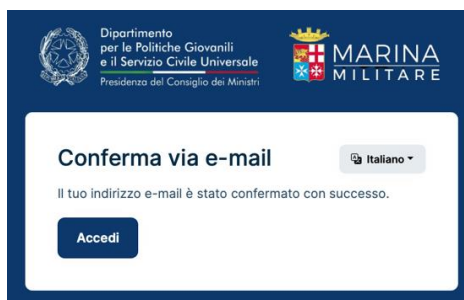 Dipartimento
per le Politiche Giovanili
e il Servizio Civile Universale
Presidenza del Consiglio dei Ministri
MARINA
MILITARE
Conferma via e-mail
Italiano
Il tuo indirizzo e-mail è stato confermato con successo.
Accedi